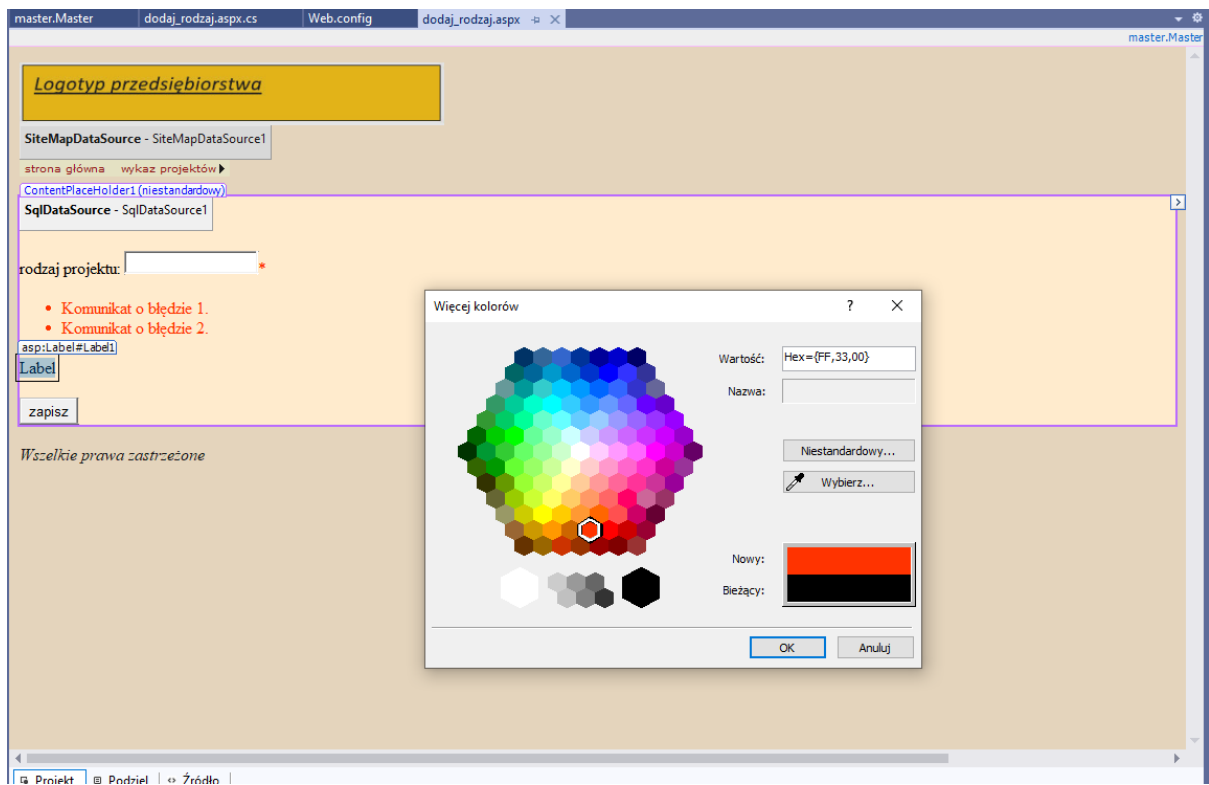 master.Master dodaj_rodzaj.aspx.cs Web.config dodaj_rodzaj.aspx
master.Master
Logotyp przedsiębiorstwa
SiteMapDataSource - SiteMapDataSource1
strona główna wykaz projektów
ContentPlaceHolder1 (niestandardowy)
SqlDataSource - SqlDataSource1
rodzaj projektu: *
• Komunikat o błędzie 1.
• Komunikat o błędzie 2.
asp:Label#Label1
Label
zapisz
Wszelkie prawa zastrzeżone
Więcej kolorów ? ×
Wartość: Hex={FF,33,00}
Nazwa:
Niestandardowy...
Wybierz...
Nowy:
Bieżący:
OK Anuluj
Projekt Podziel Źródło